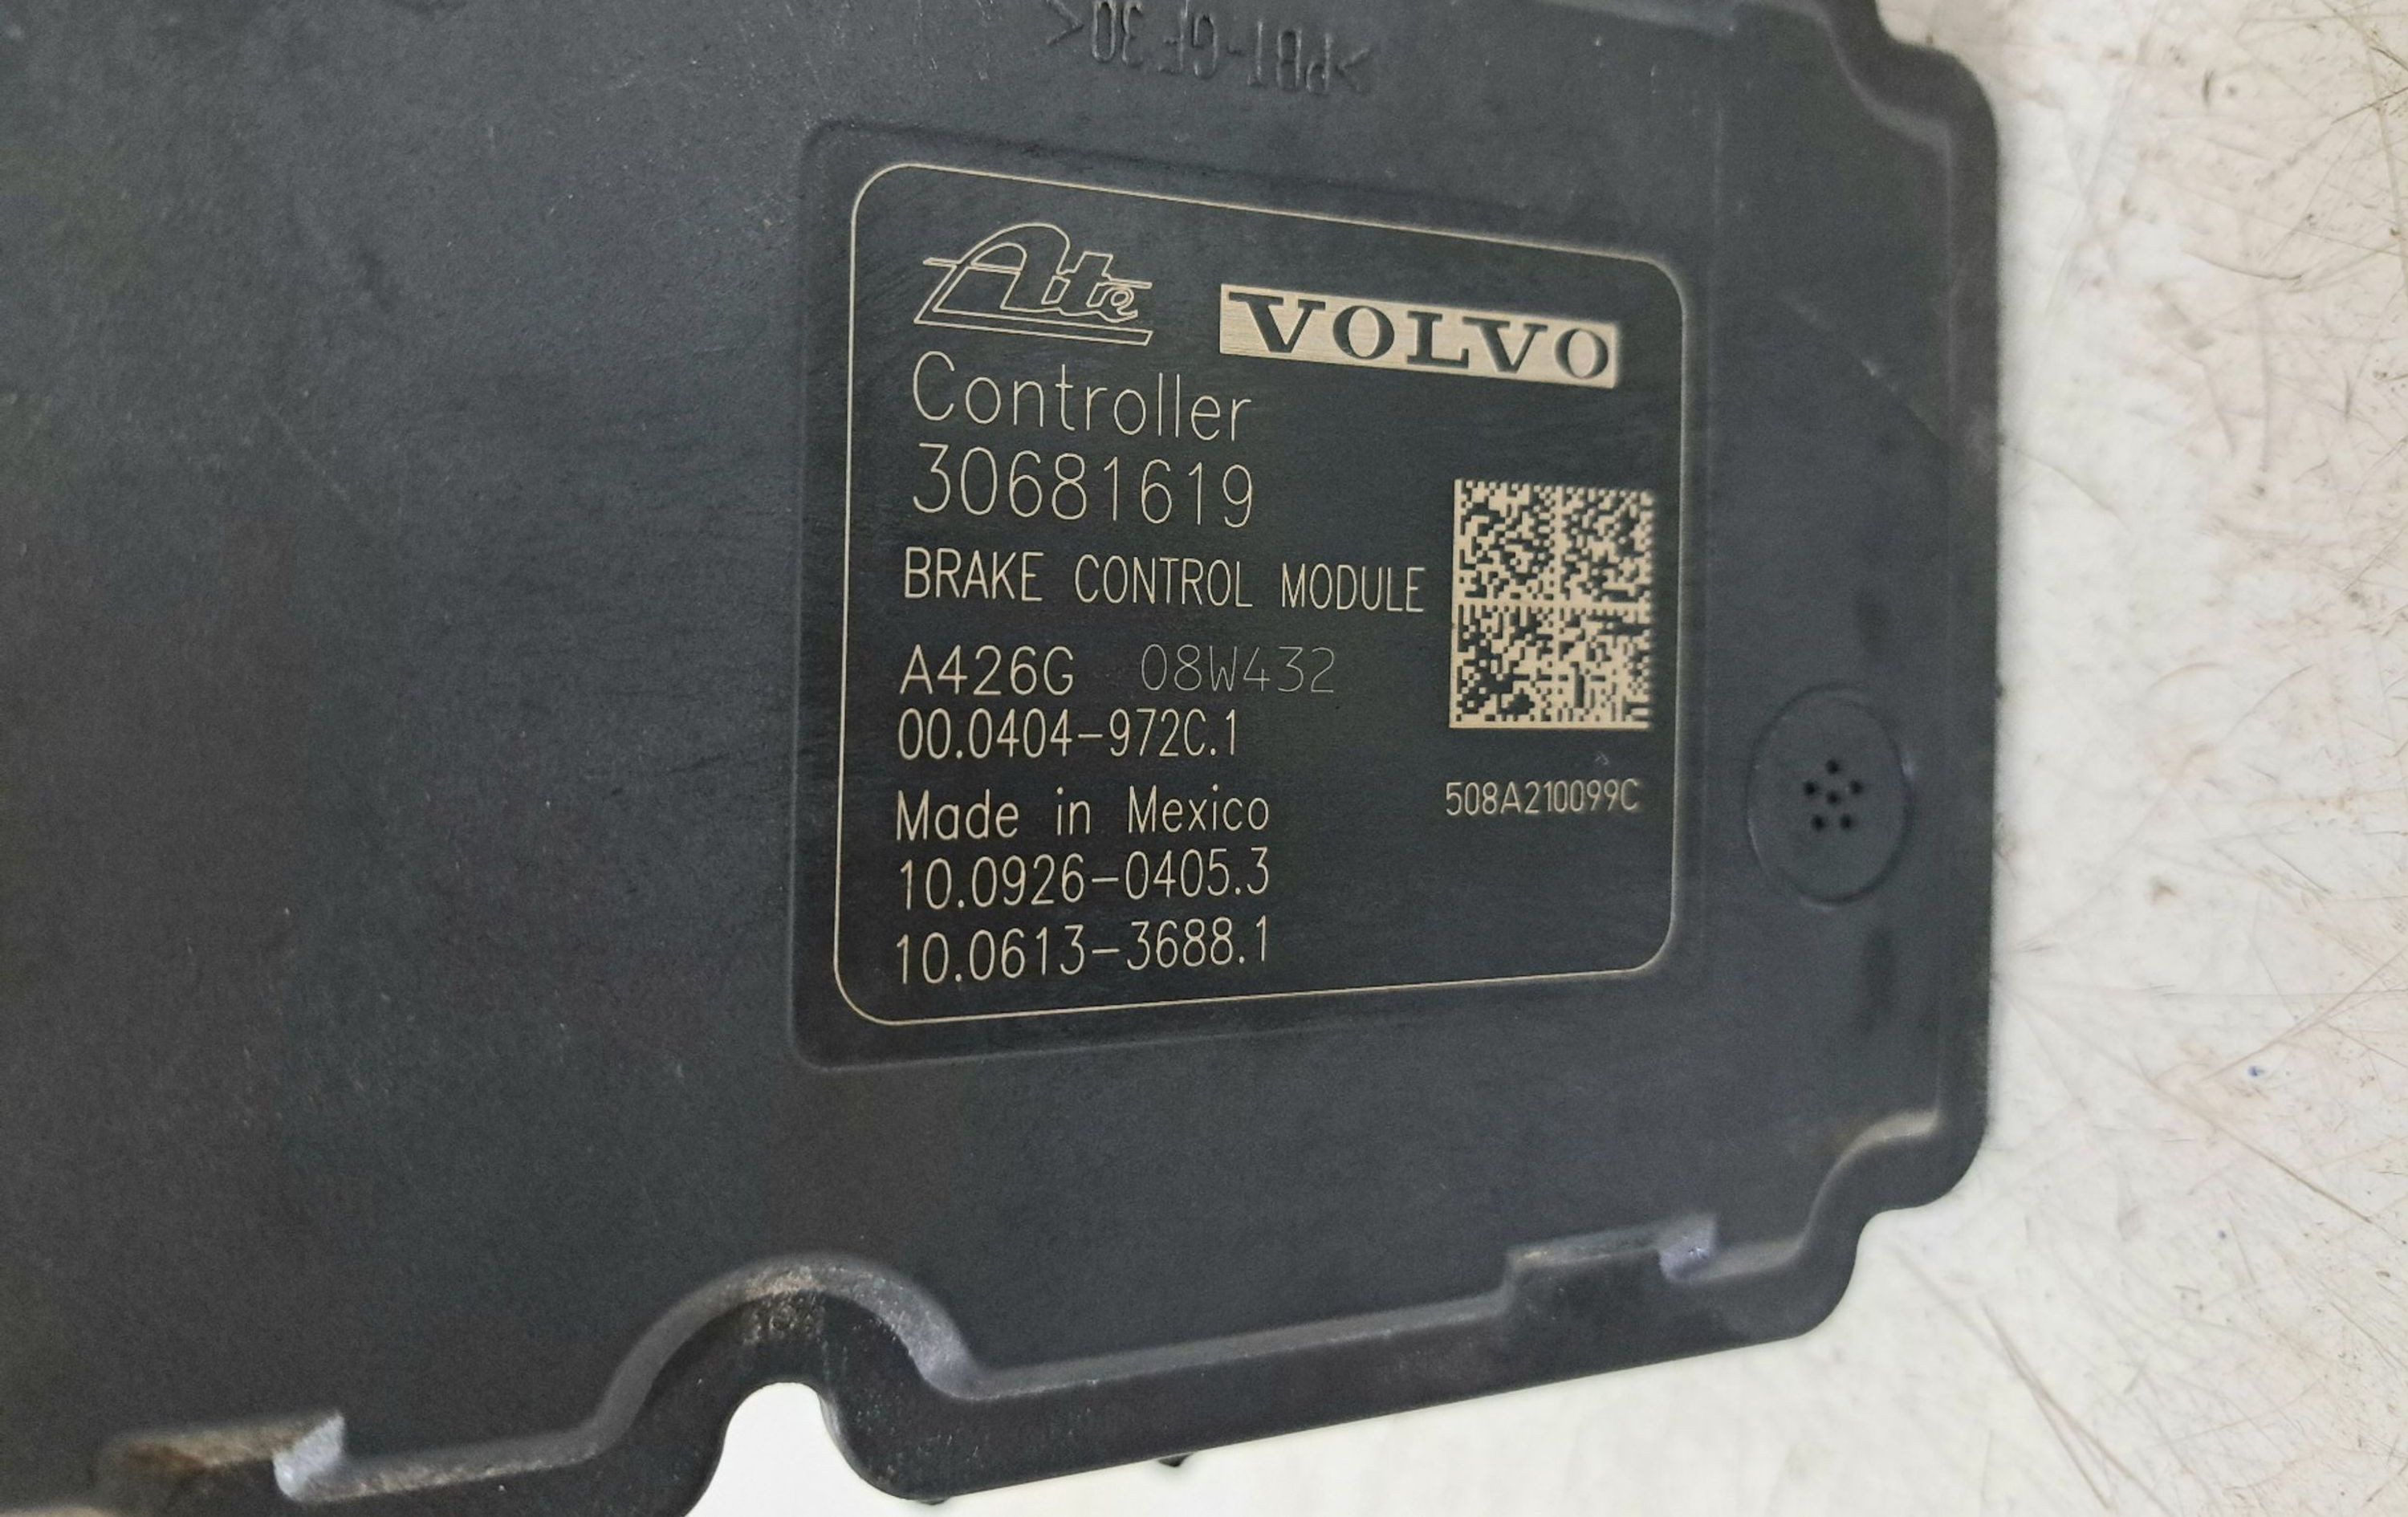 >PBT-GF30<
Ate
VOLVO
Controller
30681619
BRAKE CONTROL MODULE
A426G 08W432
00.0404-972C.1
508A210099C
Made in Mexico
10.0926-0405.3
10.0613-3688.1